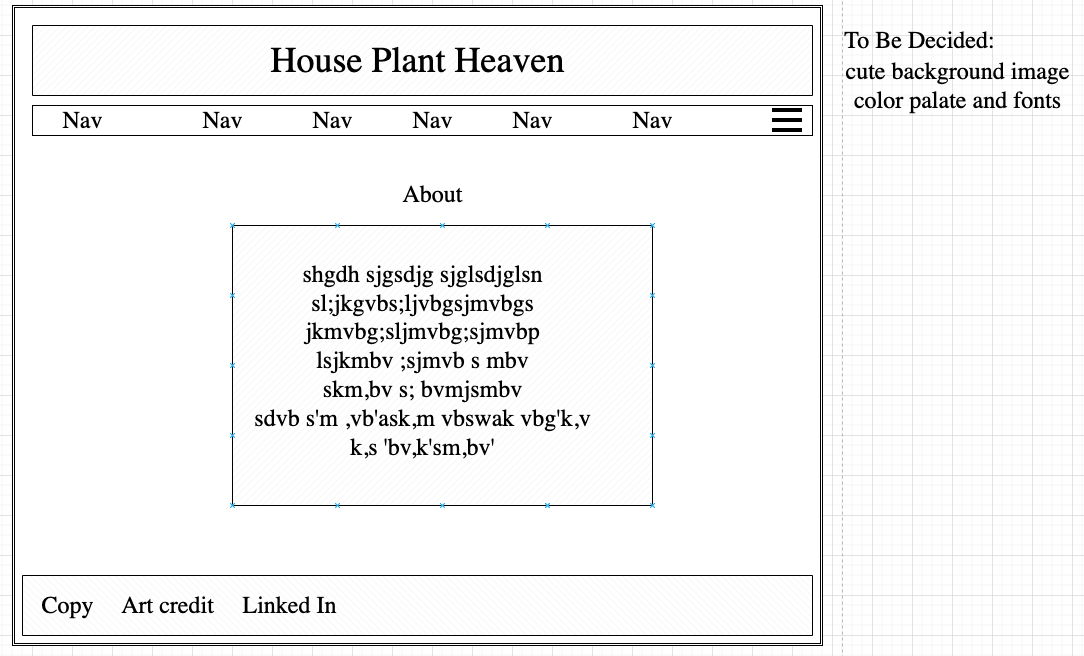 House Plant Heaven
To Be Decided:
cute background image
color palate and fonts
Nav Nav Nav Nav Nav Nav
About
shgdh sjgsdjg sjglsdjglsn
sl;jkgvbs;ljvbgsjmvbgs
jkmvbg;sljmvbg;sjmvbp
lsjkmbv ;sjmvb s mbv
skm,bv s; bvmjsmbv
sdvb s'm ,vb'ask,m vbswak vbg'k,v
k,s 'bv,k'sm,bv'
Copy Art credit Linked In